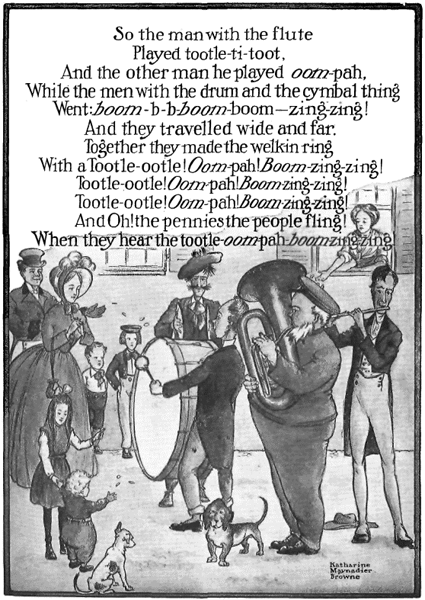 So the man with the flute
Played tootle-ti-toot,
And the other man he played oom-pah,
While the men with the drum and the cymbal thing
Went: boom-b-b-boom-boom—zing-zing!
And they travelled wide and far.
Together they made the welkin ring
With a Tootle-ootle! Oom-pah! Boom-zing-zing!
Tootle-ootle! Oom-pah! Boom-zing-zing!
Tootle-ootle! Oom-pah! Boom-zing-zing!
And Oh! the pennies the people fling!
When they hear the tootle-oom-pah-boom-zing-zing!
Katharine
Maynadier
Browne